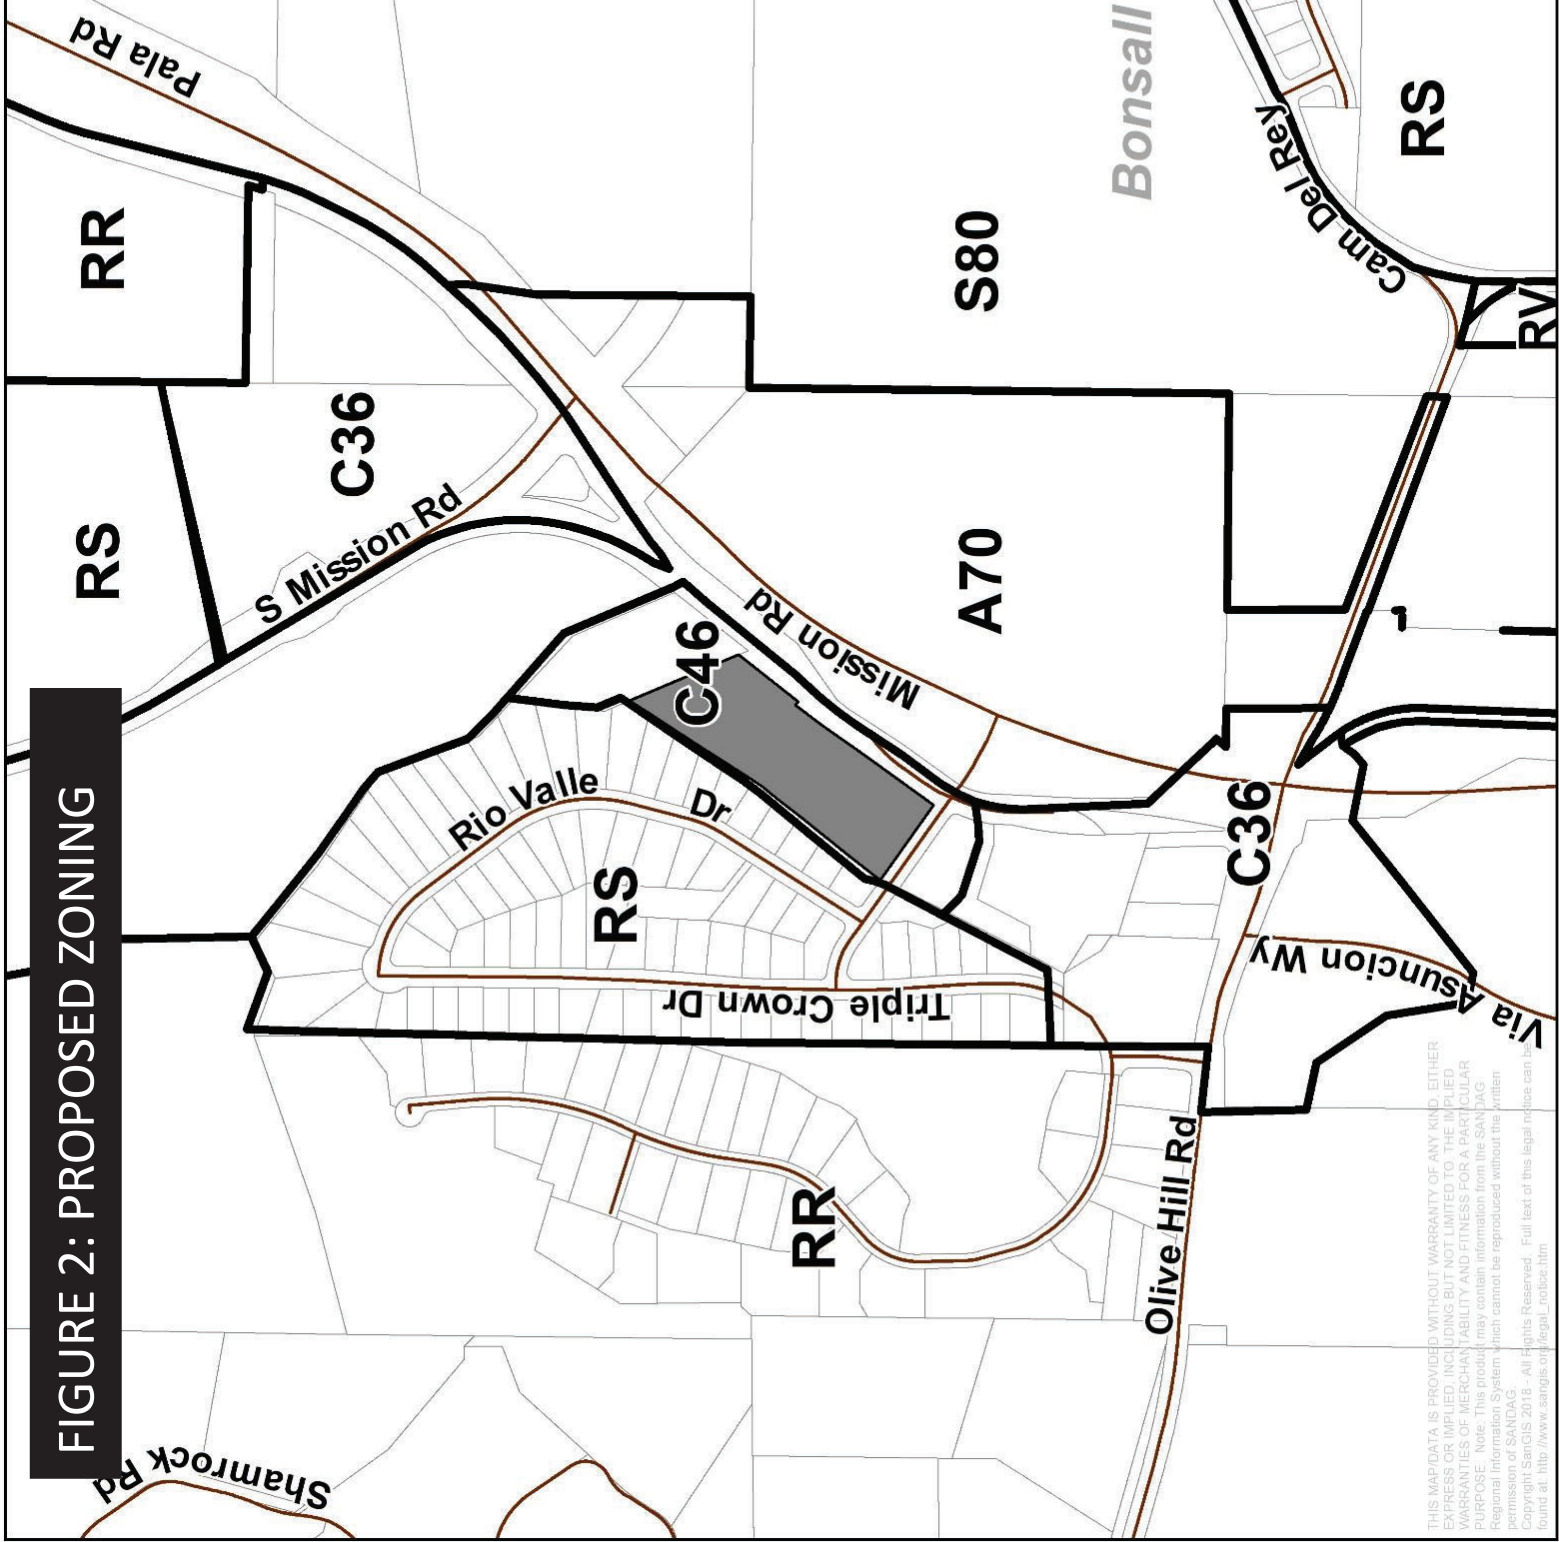 FIGURE 2: PROPOSED ZONING
Shamrock Rd
RS
RR
Pala Rd
S Mission Rd
C36
Rio Valle Dr
RS
C46
Triple Crown Dr
Mission Rd
RR
A70
S80
Bonsall
Olive Hill Rd
C36
Cam Del Rey
RS
Via Asuncion Wy
RV
THIS MAP/DATA IS PROVIDED WITHOUT WARRANTY OF ANY KIND, EITHER
EXPRESS OR IMPLIED, INCLUDING BUT NOT LIMITED TO, THE IMPLIED
WARRANTIES OF MERCHANTABILITY AND FITNESS FOR A PARTICULAR
PURPOSE. Note: This product may contain information from the SANDAG
Regional Information System which cannot be reproduced without the written
permission of SANDAG.
Copyright SanGIS 2018 - All Rights Reserved. Full text of this legal notice can be
found at: http://www.sangis.org/legal_notice.htm